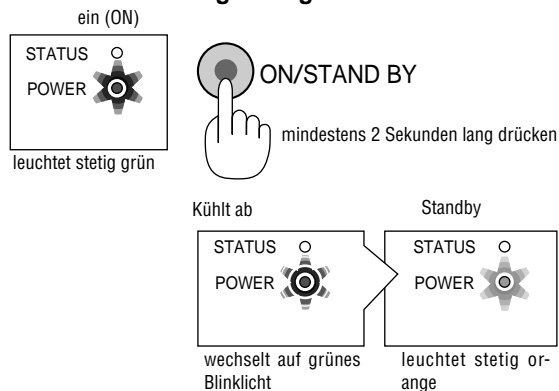 ein (ON)
STATUS
POWER
leuchtet stetig grün
ON/STAND BY
mindestens 2 Sekunden lang drücken
Kühlt ab
STATUS
POWER
wechselt auf grünes
Blinklicht
Standby
STATUS
POWER
leuchtet stetig or-
ange